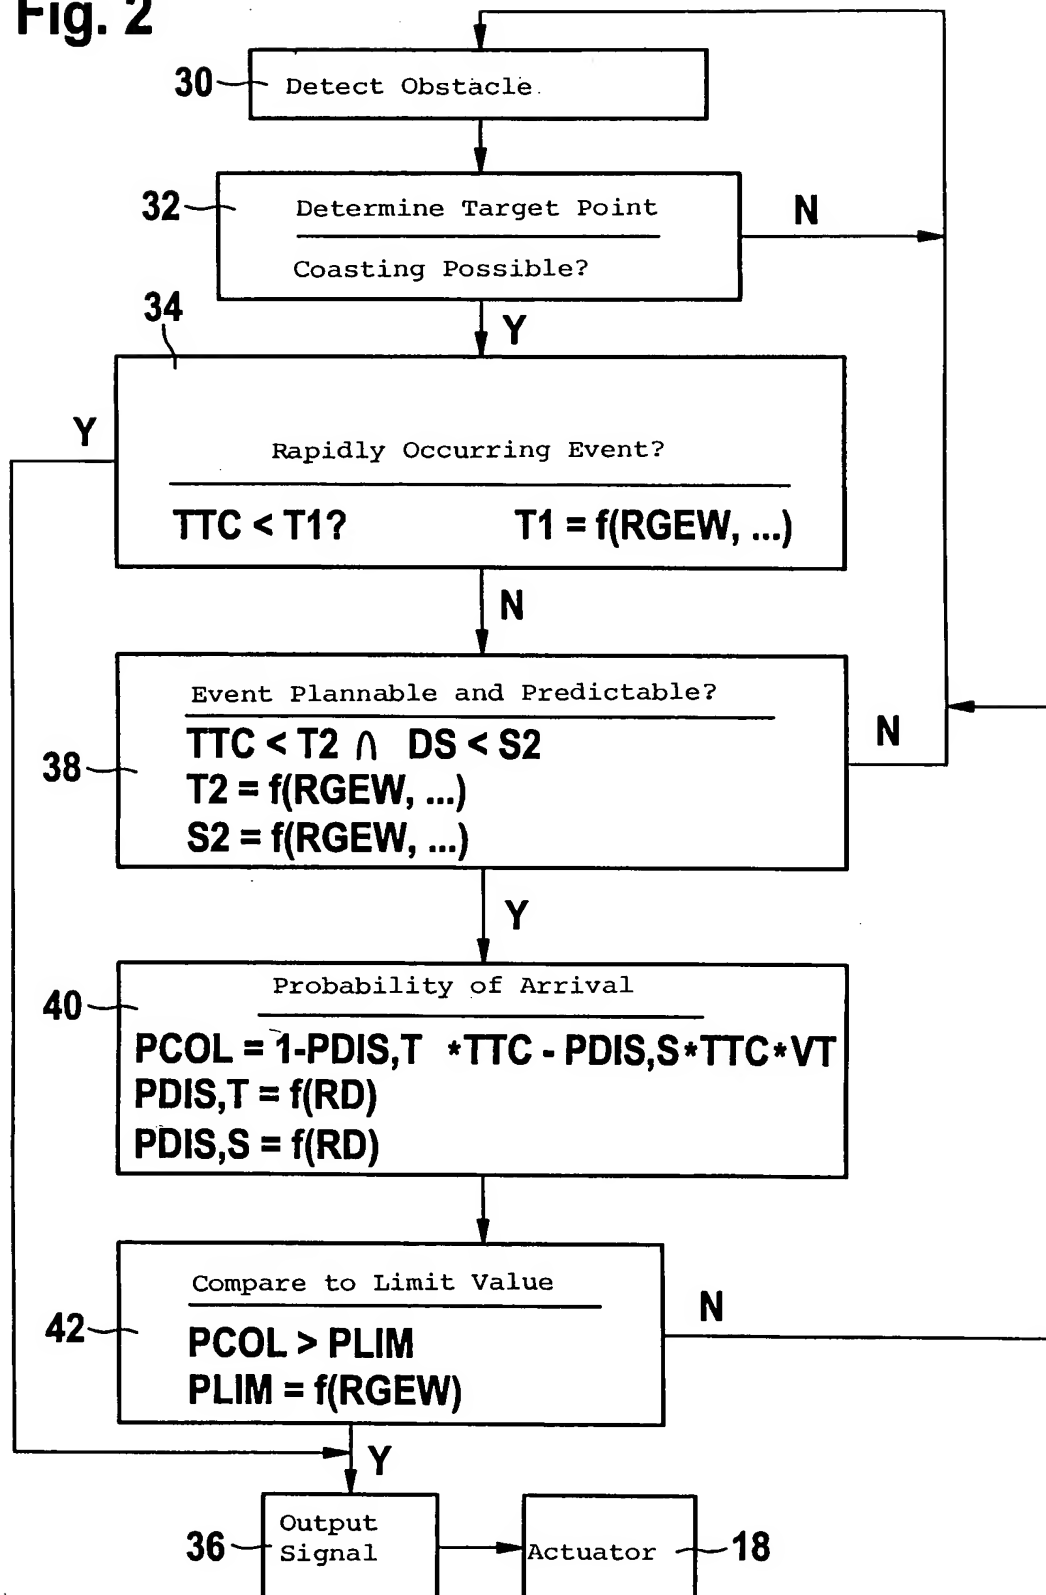 Fig. 2
30
Detect Obstacle
32
Determine Target Point
N
Coasting Possible?
34
Y
Y
Rapidly Occurring Event?
TTC < T1? T1 = f(RGEW, ...)
N
Event Plannable and Predictable?
38
TTC < T2 ∩ DS < S2
N
T2 = f(RGEW, ...)
S2 = f(RGEW, ...)
Y
Probability of Arrival
40
PCOL = 1-PDIS,T *TTC - PDIS,S*TTC*VT
PDIS,T = f(RD)
PDIS,S = f(RD)
Compare to Limit Value
N
42
PCOL > PLIM
PLIM = f(RGEW)
Y
36
Output
Signal
Actuator
18